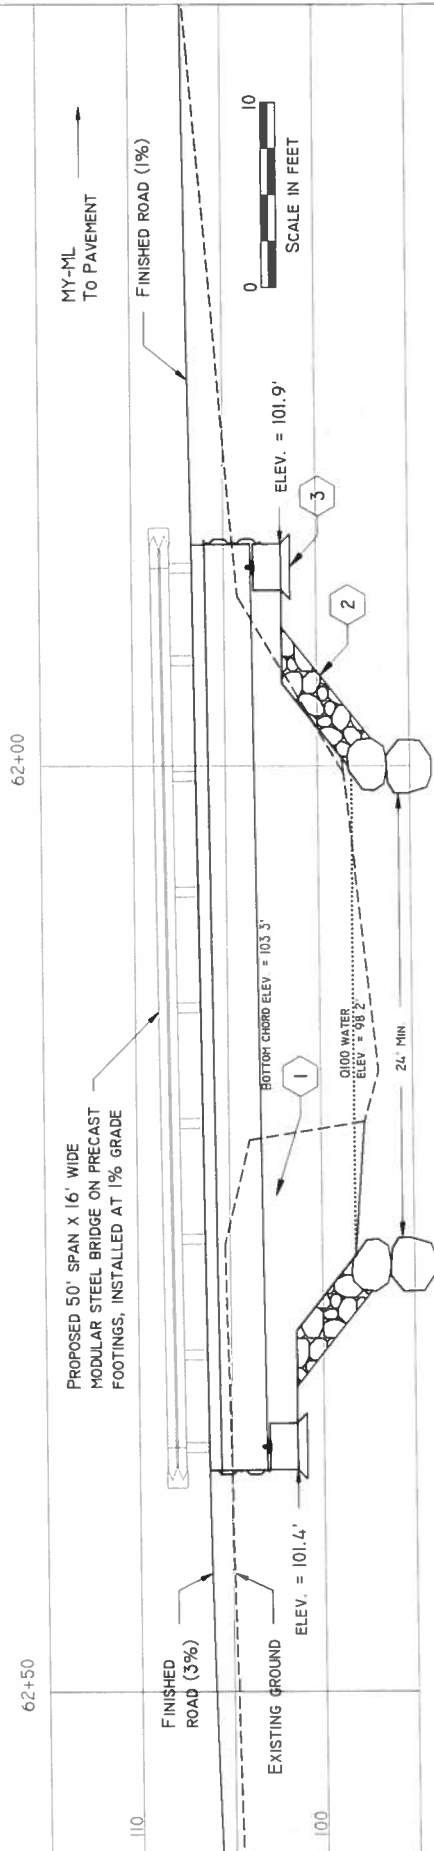 62+50
62+00
110
100
PROPOSED 50' SPAN X 16' WIDE
MODULAR STEEL BRIDGE ON PRECAST
FOOTINGS, INSTALLED AT 1% GRADE
MY-ML
TO PAVEMENT
FINISHED
ROAD (3%)
FINISHED ROAD (1%)
EXISTING GROUND
ELEV. = 101.4'
BOTTOM CHORD ELEV. = 103.3'
1
Q100 WATER
ELEV. = 98.2'
24' MIN.
2
3
ELEV. = 101.9'
0
10
SCALE IN FEET